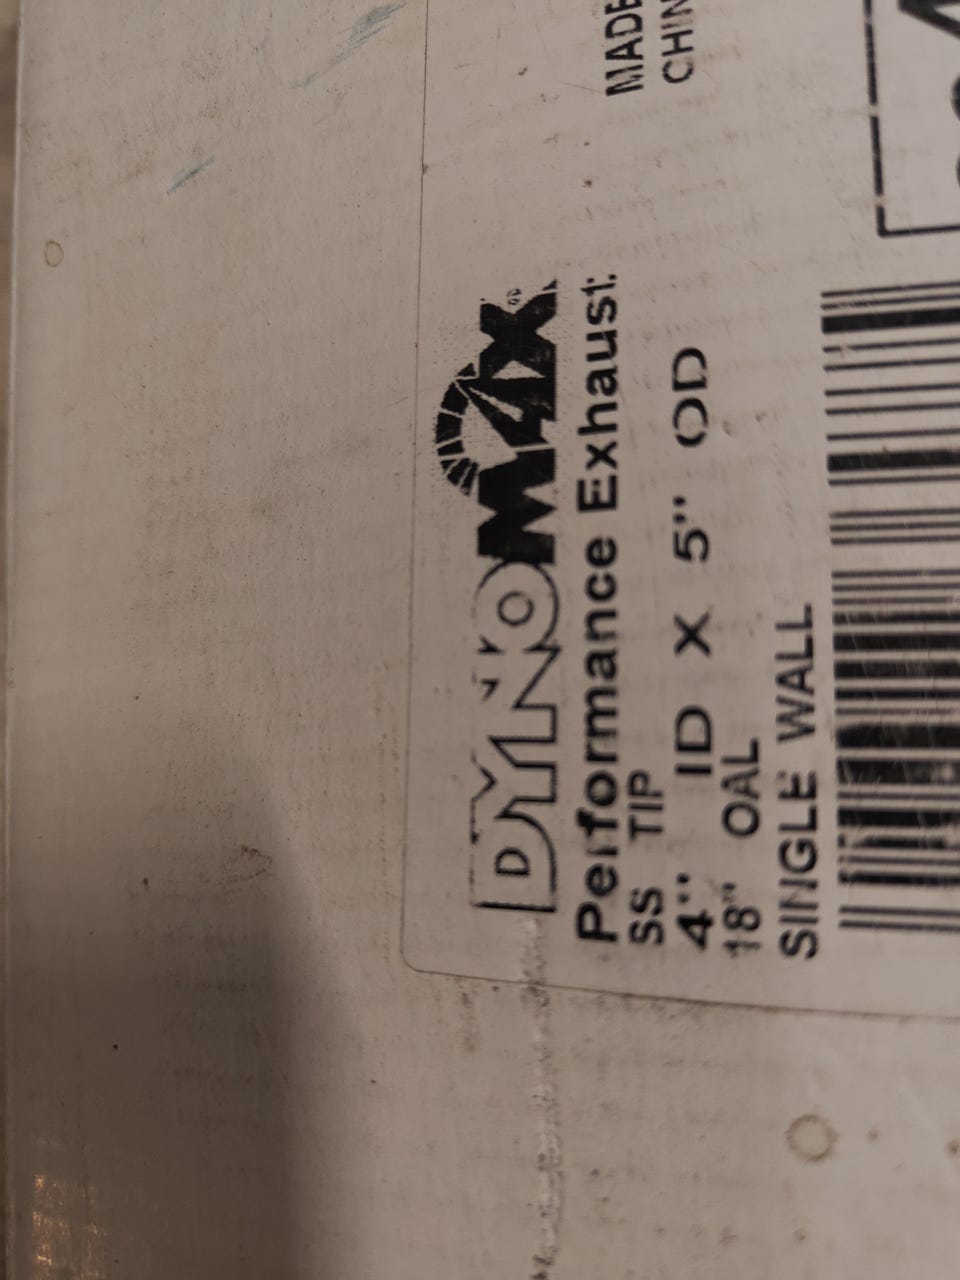 DYNOMAX®
Performance Exhaust.
SS TIP
4" ID X 5" OD
18" OAL
SINGLE WALL
MADE
CHIN